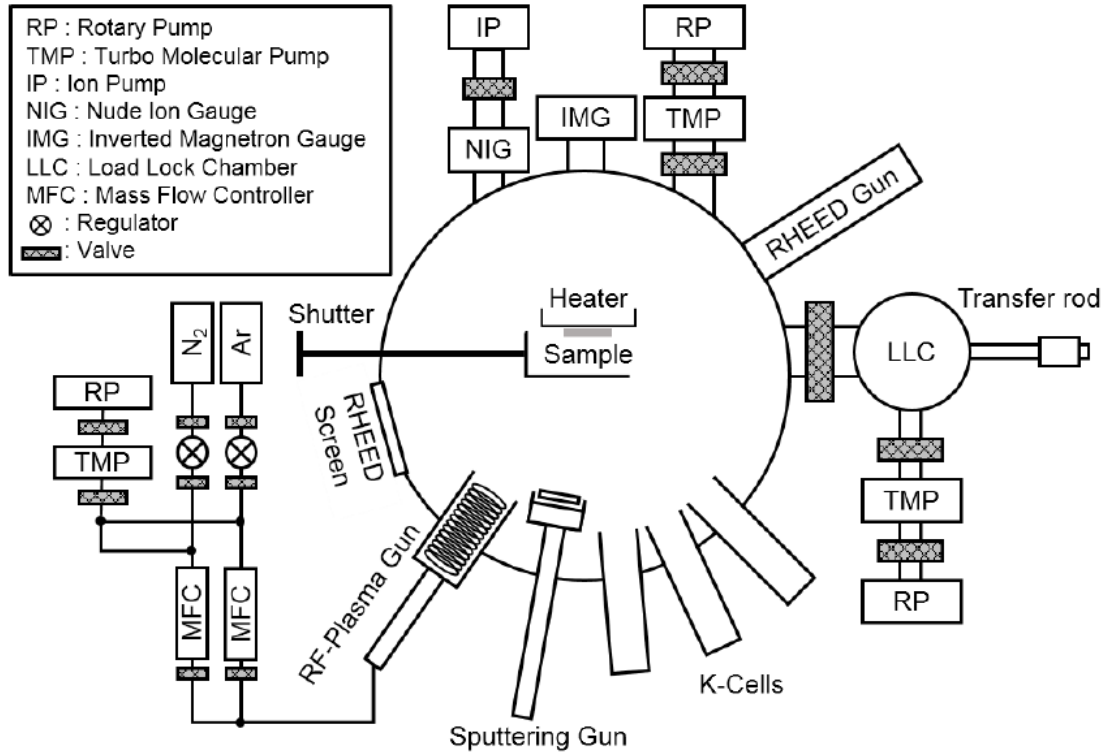 RP : Rotary Pump
TMP : Turbo Molecular Pump
IP : Ion Pump
NIG : Nude Ion Gauge
IMG : Inverted Magnetron Gauge
LLC : Load Lock Chamber
MFC : Mass Flow Controller
: Regulator
: Valve
IP
RP
IMG
TMP
NIG
RHEED Gun
Heater
Sample
Shutter
Transfer rod
LLC
N₂
Ar
RP
TMP
RHEED
Screen
TMP
RP
MFC
MFC
RF-Plasma Gun
K-Cells
Sputtering Gun